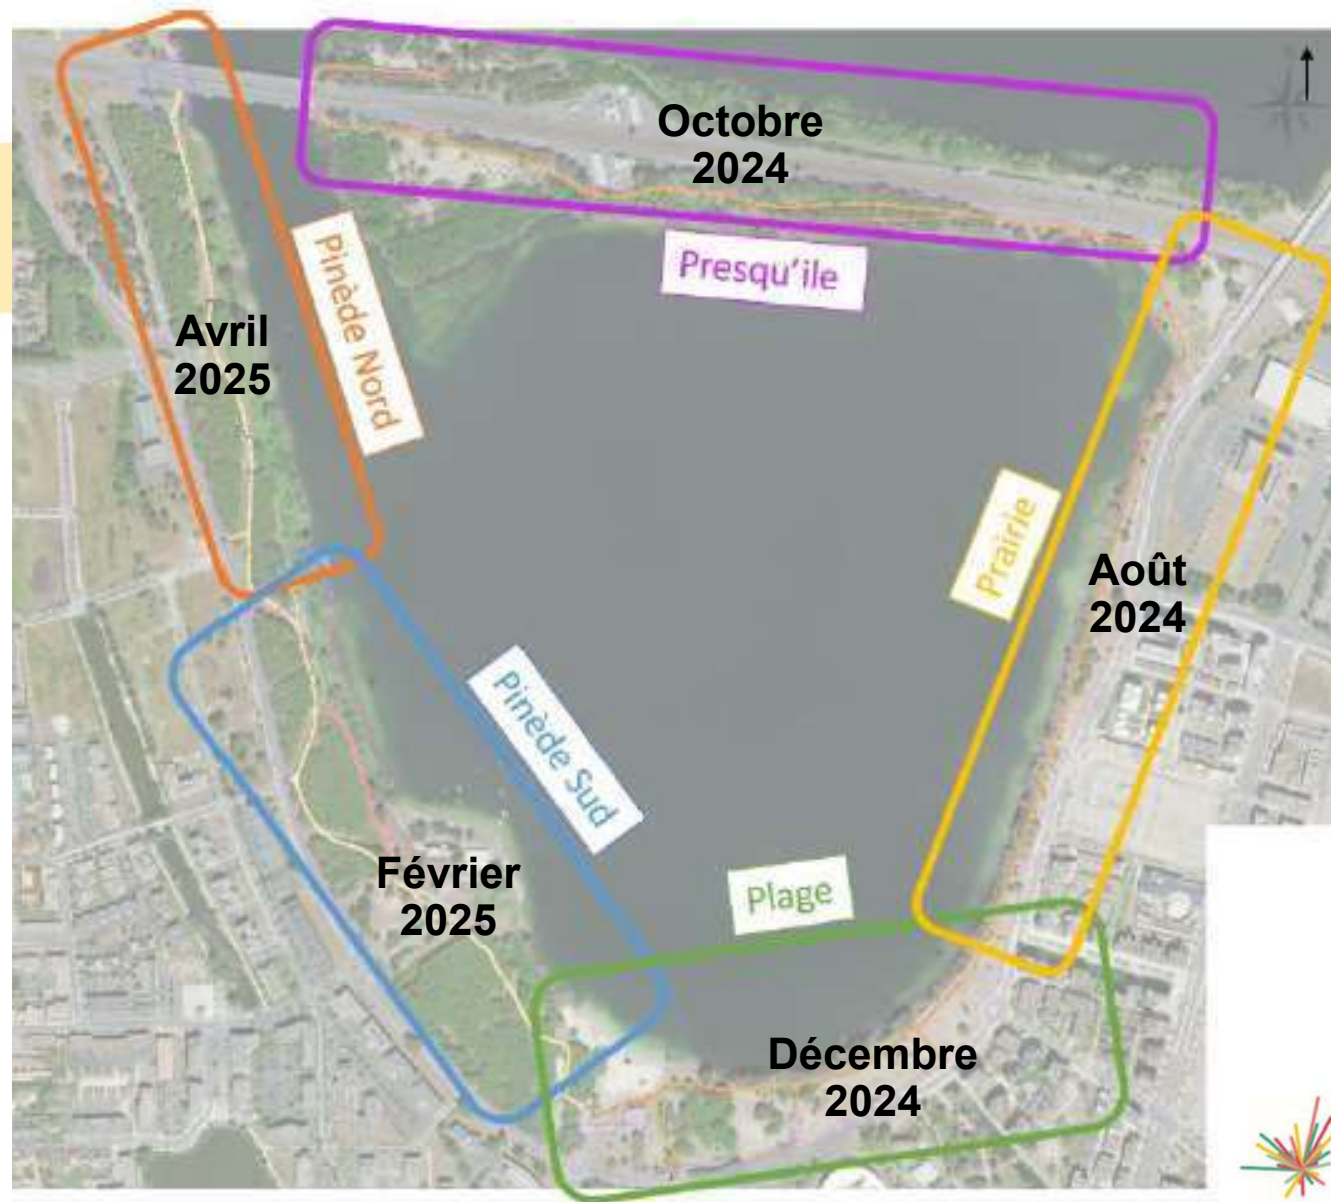 Octobre
2024
Presqu'ile
Pinède Nord
Avril
2025
Prairie
Août
2024
Pinède Sud
Février
2025
Plage
Décembre
2024